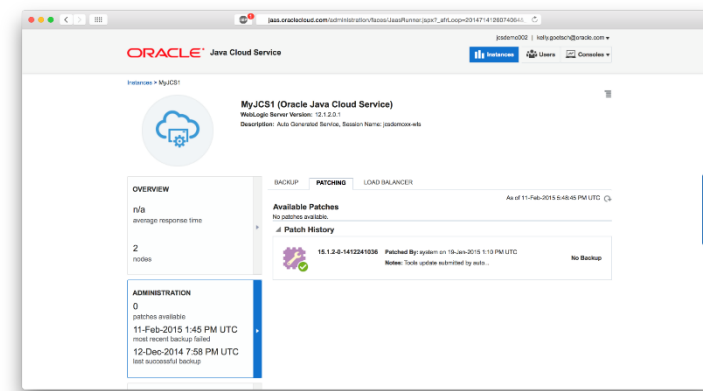 jaas.oraclecloud.com/administration/faces/JaasRunner.jspx?_afrLoop=
jcsdemo002 | kelly.goetsch@oracle.com
ORACLE Java Cloud Service
Instances Users Consoles
Instances > MyJCS1
MyJCS1 (Oracle Java Cloud Service)
WebLogic Server Version: 12.1.2.0.1
Description: Auto Generated Service, Session Name:
BACKUP PATCHING LOAD BALANCER
As of 11-Feb-2015 5:48:45 PM UTC
Available Patches
No patches available.
Patch History
15.1.2-0-1412241036 Patched By: system on 19-Jan-2015 1:10 PM UTC
Notes: Tools update submitted by auto...
No Backup
OVERVIEW
n/a
average response time
2
nodes
ADMINISTRATION
0
patches available
11-Feb-2015 1:45 PM UTC
most recent backup failed
12-Dec-2014 7:58 PM UTC
last successful backup